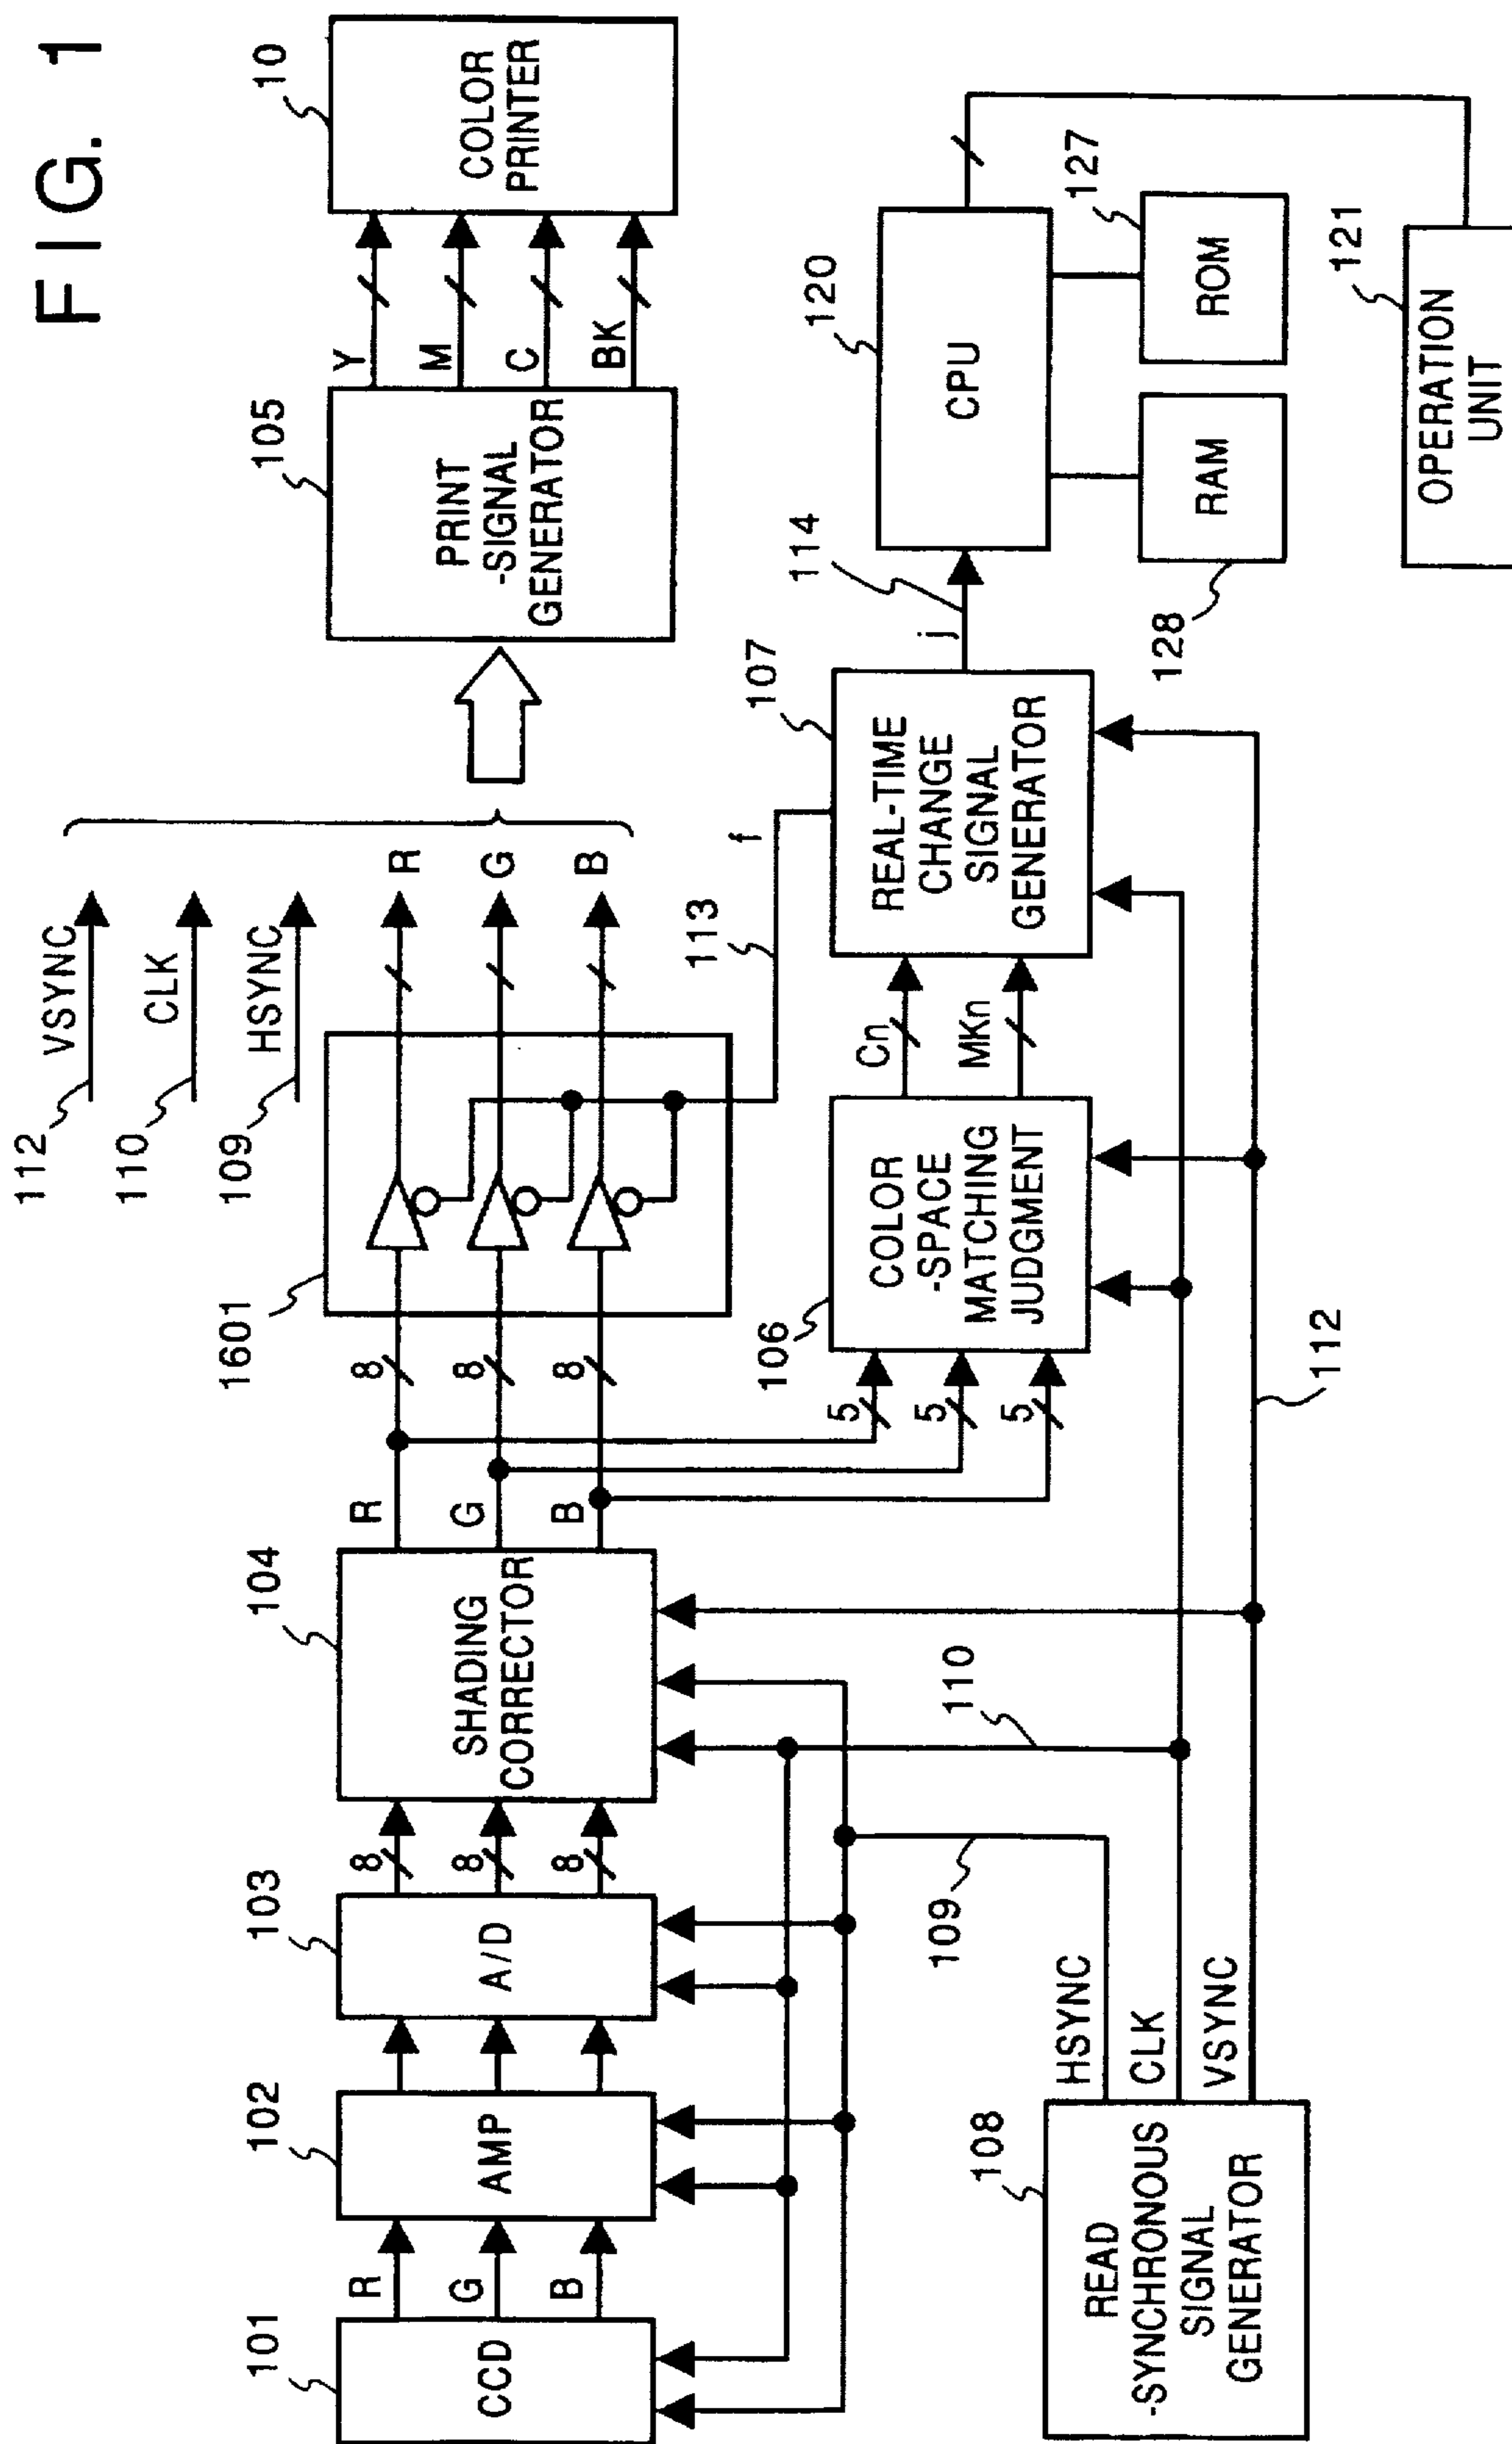 FIG. 1
101
CCD
R
G
B
102
AMP
103
A/D
8
8
8
104
SHADING
CORRECTOR
R
G
B
8
8
8
1601
112
VSYNC
110
CLK
109
HSYNC
R
G
B
105
PRINT
-SIGNAL
GENERATOR
Y
M
C
BK
10
COLOR
PRINTER
5
5
5
106
COLOR
-SPACE
MATCHING
JUDGMENT
Cn
MKn
113
f
107
REAL-TIME
CHANGE
SIGNAL
GENERATOR
114
j
120
CPU
128
RAM
127
ROM
121
OPERATION
UNIT
108
READ
-SYNCHRONOUS
SIGNAL
GENERATOR
HSYNC
CLK
VSYNC
109
110
112